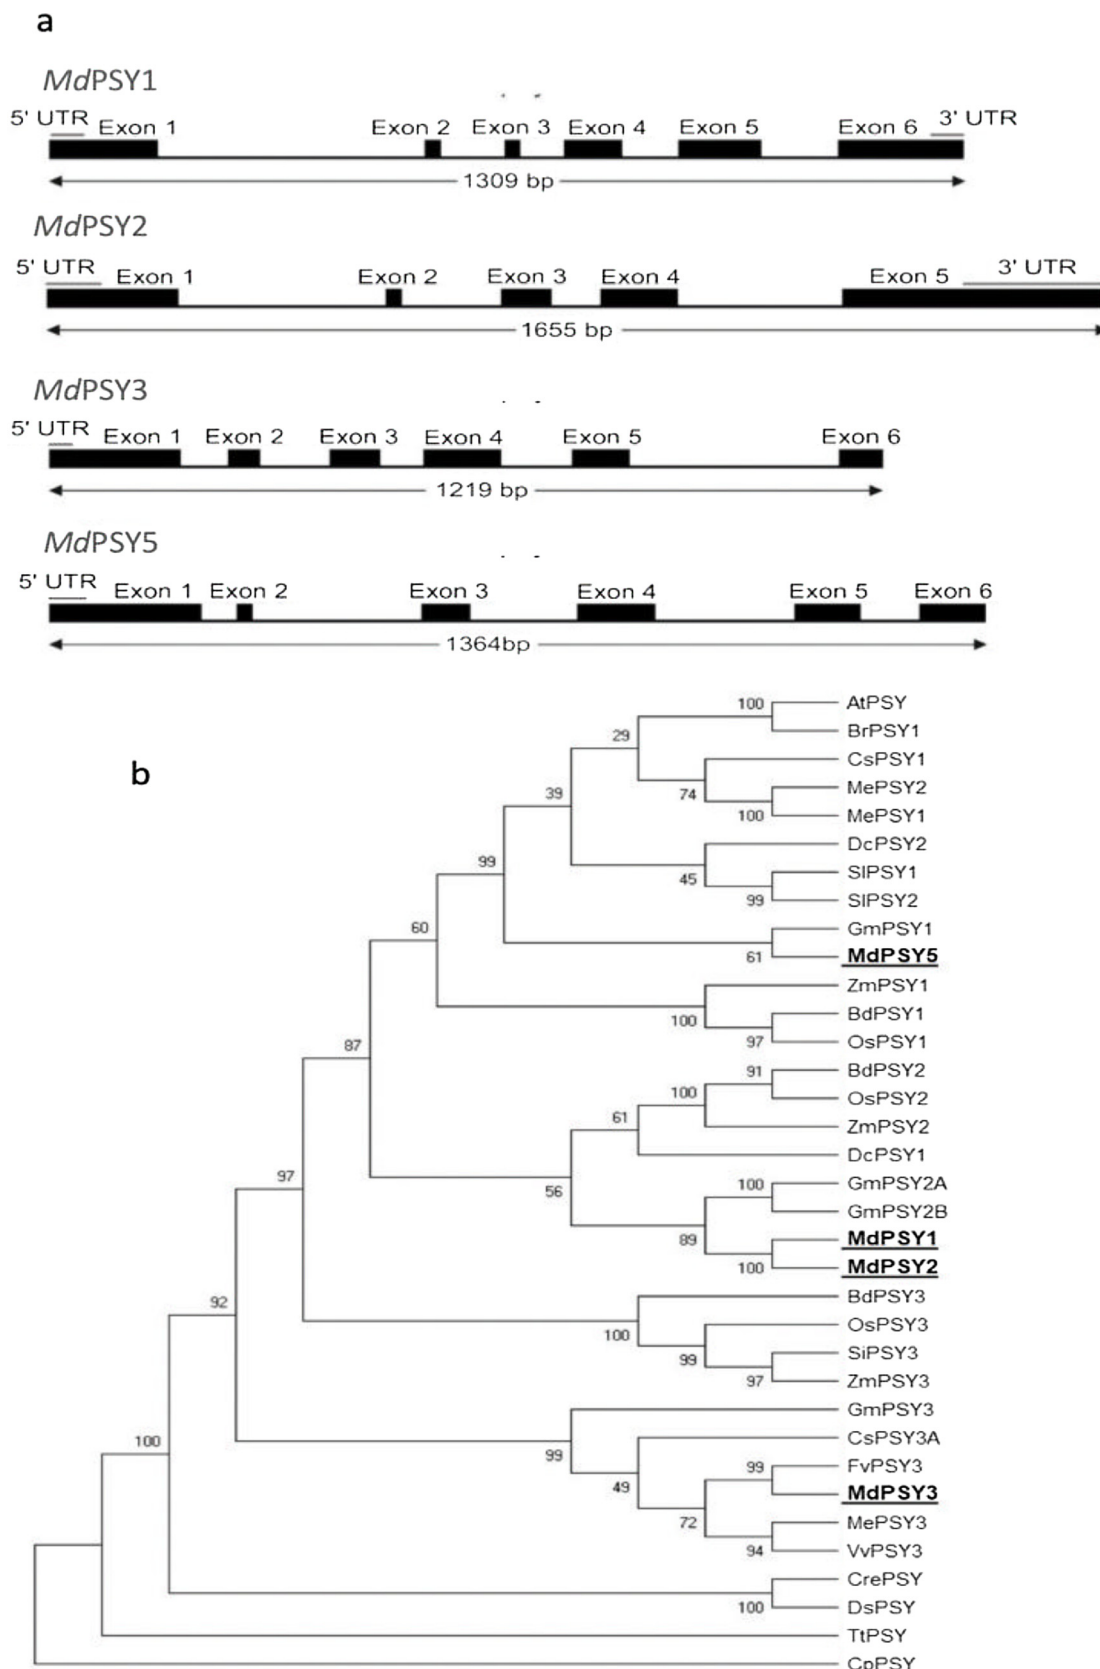 a
MdPSY1
5' UTR Exon 1 Exon 2 Exon 3 Exon 4 Exon 5 Exon 6 3' UTR
1309 bp
MdPSY2
5' UTR Exon 1 Exon 2 Exon 3 Exon 4 Exon 5 3' UTR
1655 bp
MdPSY3
5' UTR Exon 1 Exon 2 Exon 3 Exon 4 Exon 5 Exon 6
1219 bp
MdPSY5
5' UTR Exon 1 Exon 2 Exon 3 Exon 4 Exon 5 Exon 6
1364bp
b
100 AtPSY
BrPSY1
29
CsPSY1
74 MePSY2
100 MePSY1
39
DcPSY2
45 SlPSY1
99 SlPSY2
99
GmPSY1
61 MdPSY5
60
ZmPSY1
100 BdPSY1
97 OsPSY1
87
91 BdPSY2
100 OsPSY2
ZmPSY2
61
DcPSY1
56
100 GmPSY2A
GmPSY2B
89 MdPSY1
100 MdPSY2
97
BdPSY3
100 OsPSY3
99 SiPSY3
97 ZmPSY3
92
GmPSY3
99 CsPSY3A
49
99 FvPSY3
MdPSY3
72 MePSY3
94 VvPSY3
100
CrePSY
100 DsPSY
TtPSY
CpPSY